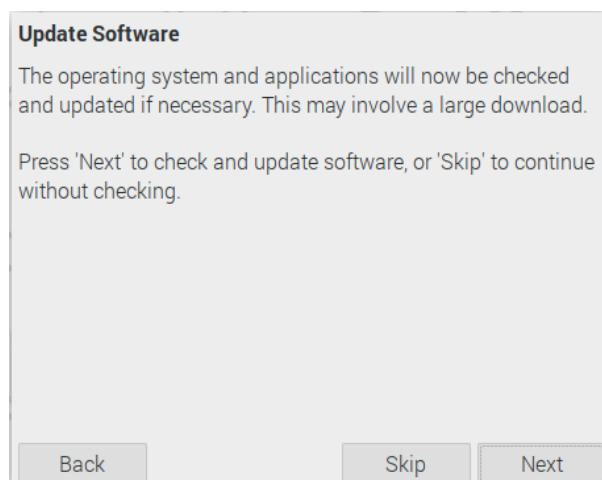 Update Software
The operating system and applications will now be checked
and updated if necessary. This may involve a large download.
Press 'Next' to check and update software, or 'Skip' to continue
without checking.
Back
Skip
Next